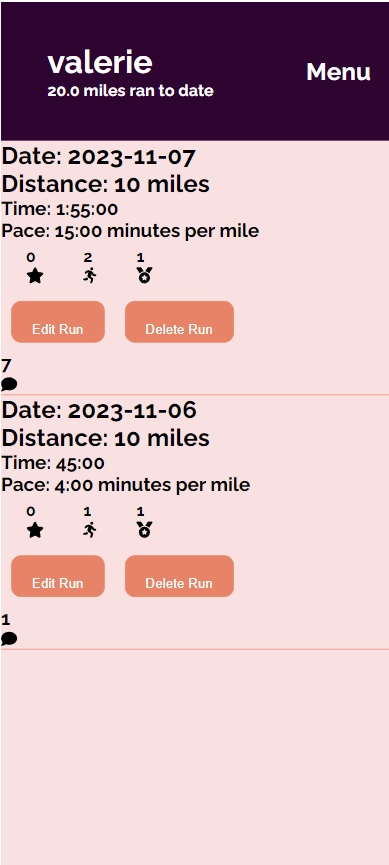 valerie
20.0 miles ran to date
Menu
Date: 2023-11-07
Distance: 10 miles
Time: 1:55:00
Pace: 15:00 minutes per mile
0 2 1
Edit Run Delete Run
7
Date: 2023-11-06
Distance: 10 miles
Time: 45:00
Pace: 4:00 minutes per mile
0 1 1
Edit Run Delete Run
1